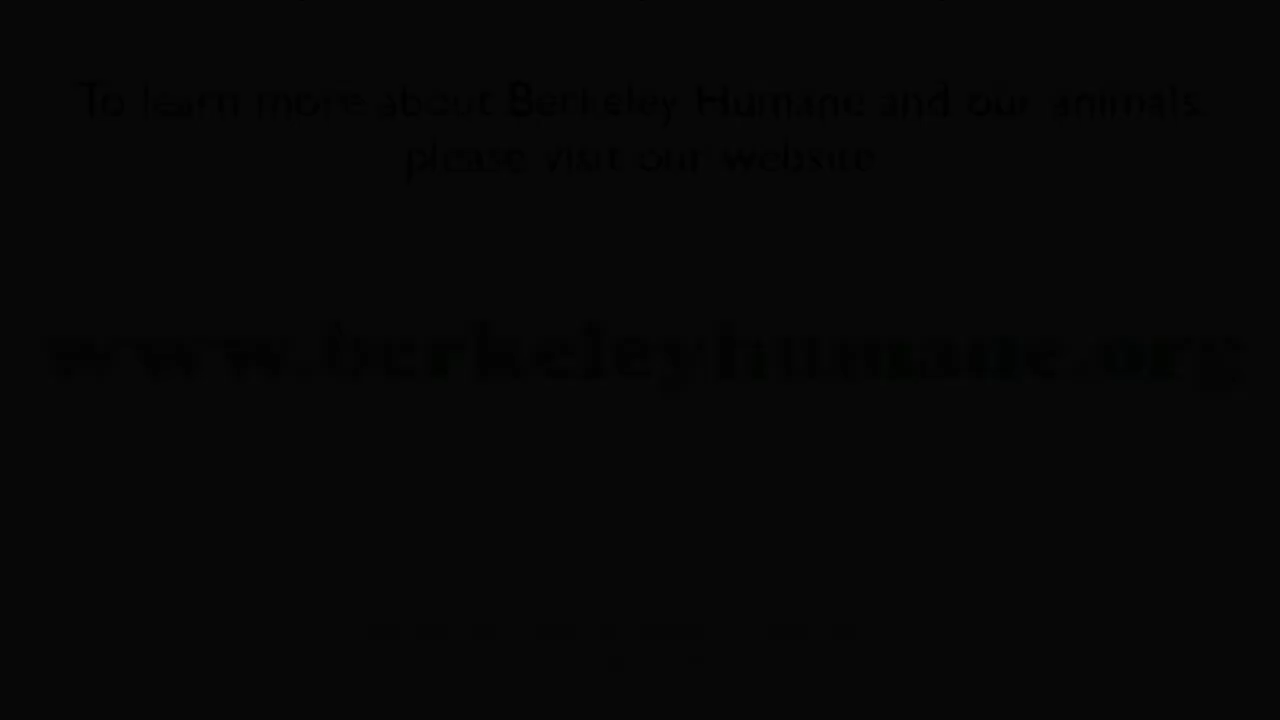 To learn more about Berkeley Humane and our animals,
please visit our website
www.berkeleyhumane.org